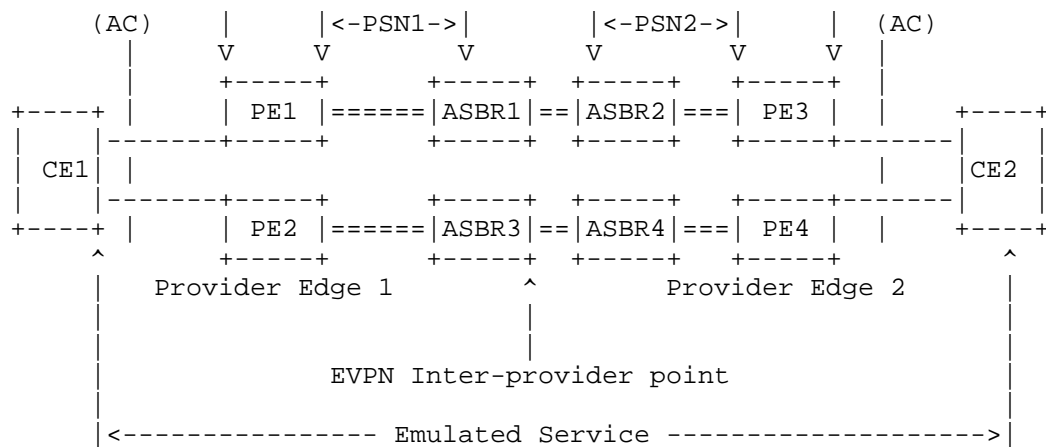 (AC) | |<-PSN1->| |<-PSN2->| | (AC)
| V V V V V V |
| +-----+ +-----+ +-----+ +-----+ |
+----+ | | PE1 |======|ASBR1|==|ASBR2|===| PE3 | | +----+
| |-------+-----+ +-----+ +-----+ +-----+-------| |
| CE1| | | |CE2 |
| |-------+-----+ +-----+ +-----+ +-----+-------| |
+----+ | | PE2 |======|ASBR3|==|ASBR4|===| PE4 | | +----+
^ +-----+ +-----+ +-----+ +-----+ ^
| Provider Edge 1 ^ Provider Edge 2 |
| | |
| | |
| EVPN Inter-provider point |
| |
|<---------------- Emulated Service -------------------->|